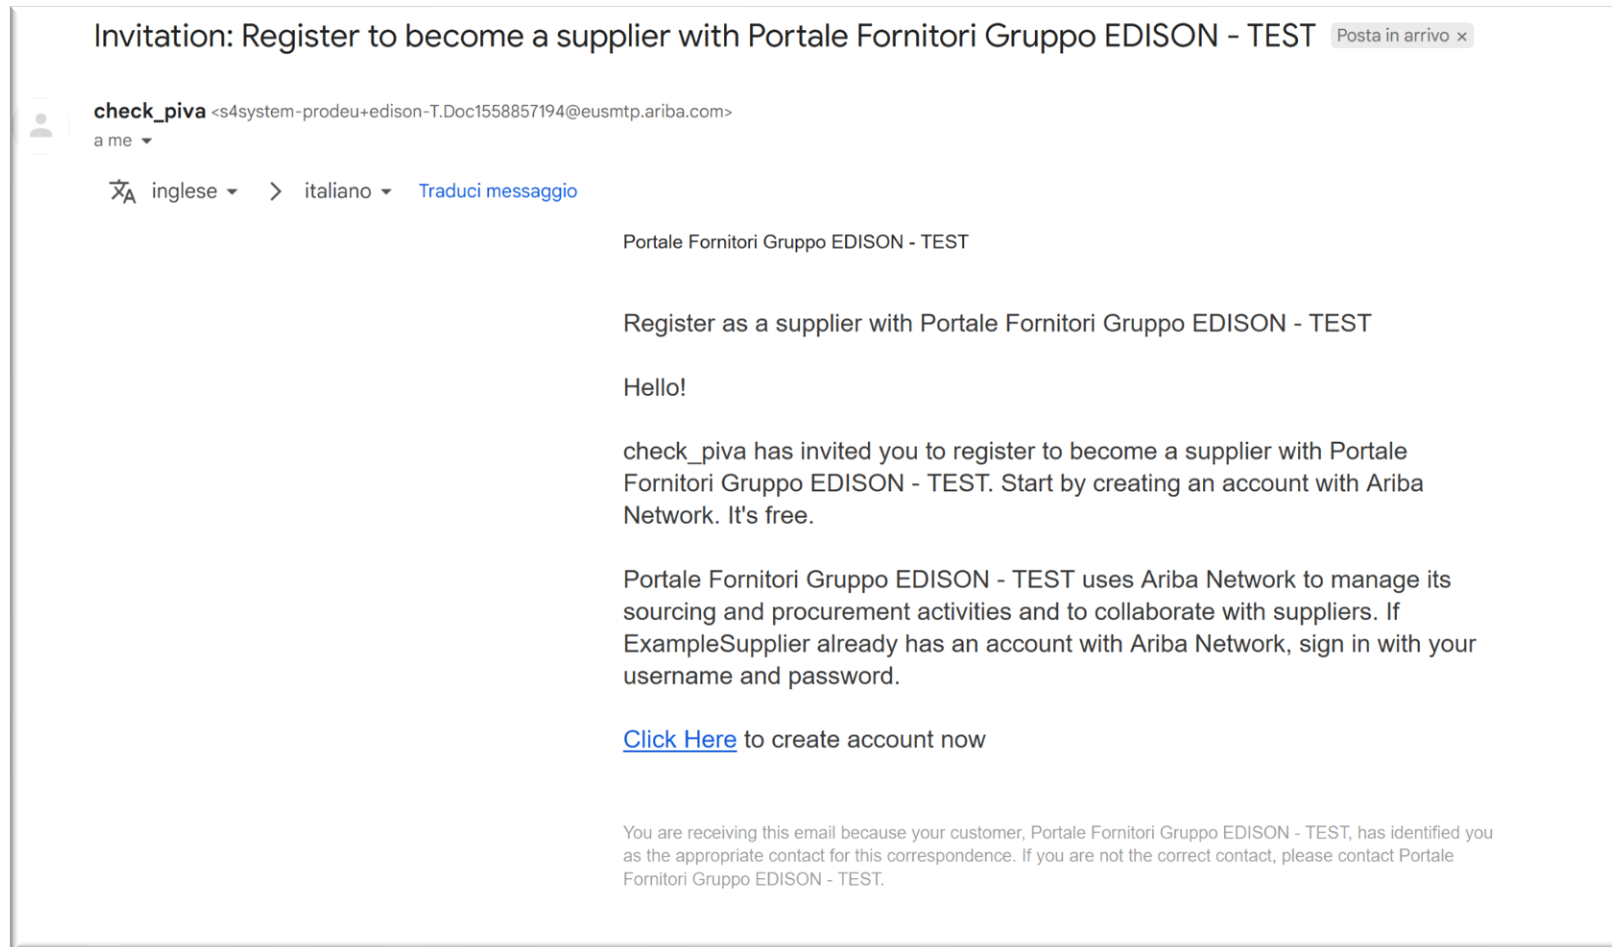 Invitation: Register to become a supplier with Portale Fornitori Gruppo EDISON - TEST Posta in arrivo ×
check_piva <s4system-prodeu+edison-T.Doc1558857194@eusmtp.ariba.com>
a me
inglese > italiano Traduci messaggio
Portale Fornitori Gruppo EDISON - TEST
Register as a supplier with Portale Fornitori Gruppo EDISON - TEST
Hello!
check_piva has invited you to register to become a supplier with Portale
Fornitori Gruppo EDISON - TEST. Start by creating an account with Ariba
Network. It's free.
Portale Fornitori Gruppo EDISON - TEST uses Ariba Network to manage its
sourcing and procurement activities and to collaborate with suppliers. If
ExampleSupplier already has an account with Ariba Network, sign in with your
username and password.
Click Here to create account now
You are receiving this email because your customer, Portale Fornitori Gruppo EDISON - TEST, has identified you
as the appropriate contact for this correspondence. If you are not the correct contact, please contact Portale
Fornitori Gruppo EDISON - TEST.